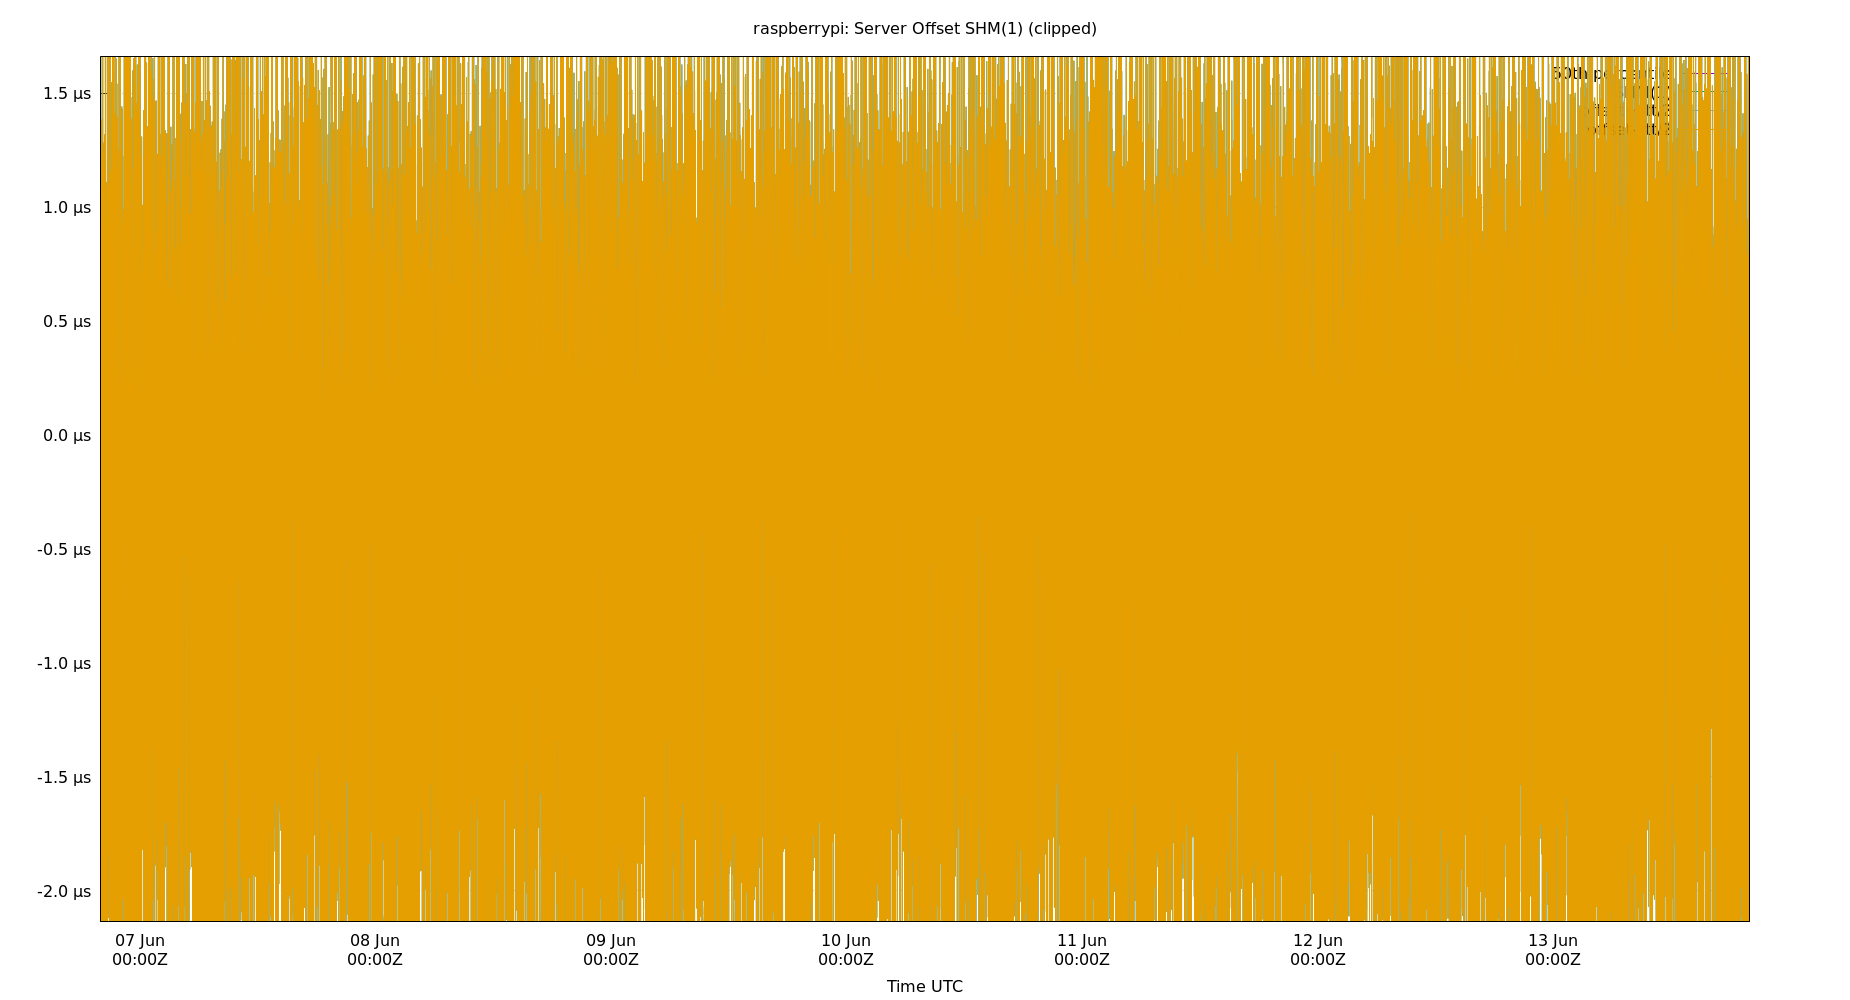 raspberrypi: Server Offset SHM(1) (clipped)
1.5 µs
1.0 µs
0.5 µs
0.0 µs
-0.5 µs
-1.0 µs
-1.5 µs
-2.0 µs
07 Jun 08 Jun 09 Jun 10 Jun 11 Jun 12 Jun 13 Jun
00:00Z 00:00Z 00:00Z 00:00Z 00:00Z 00:00Z 00:00Z
Time UTC